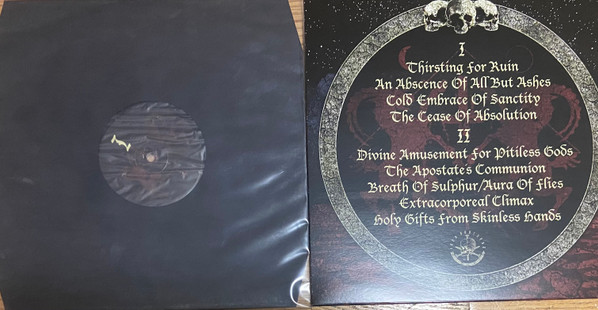 I
Thirsting For Ruin
An Abscence Of All But Ashes
Cold Embrace Of Sanctity
The Cease Of Absolution
II
Divine Amusement For Pitiless Gods
The Apostate's Communion
Breath Of Sulphur/Aura Of Flies
Extracorporeal Climax
Holy Gifts From Skinless Hands